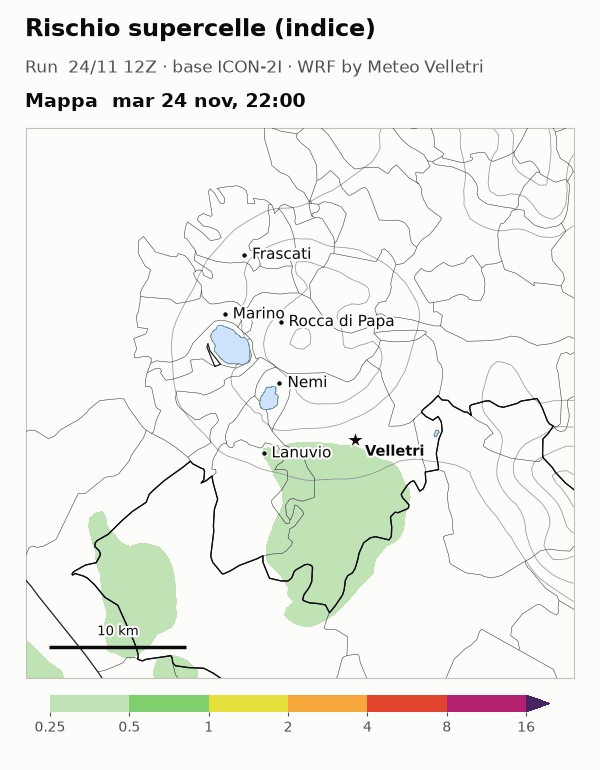 Rischio supercelle (indice)
Run  24/11 12Z · base ICON-2I · WRF by Meteo Velletri
Mappa  mar 24 nov, 22:00
Frascati
Marino
Rocca di Papa
Nemi
Velletri
Lanuvio
10 km
0.25 0.5 1 2 4 8 16